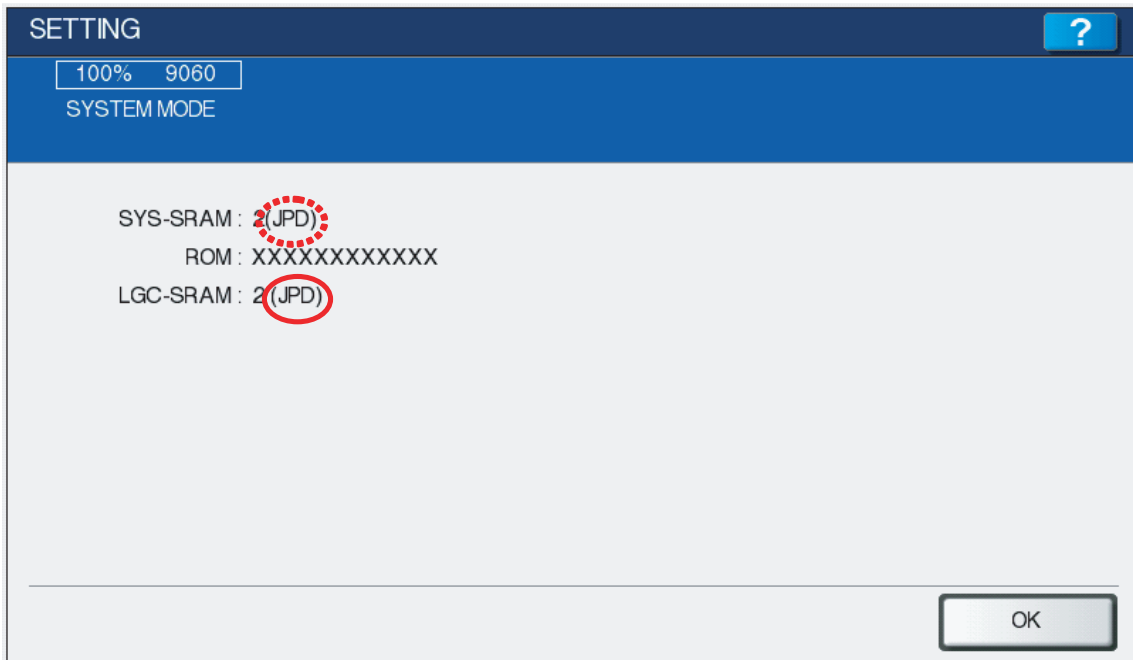 SETTING
?
100% 9060
SYSTEM MODE
SYS-SRAM : 2(JPD)
ROM : XXXXXXXXXXXX
LGC-SRAM : 2 (JPD)
OK